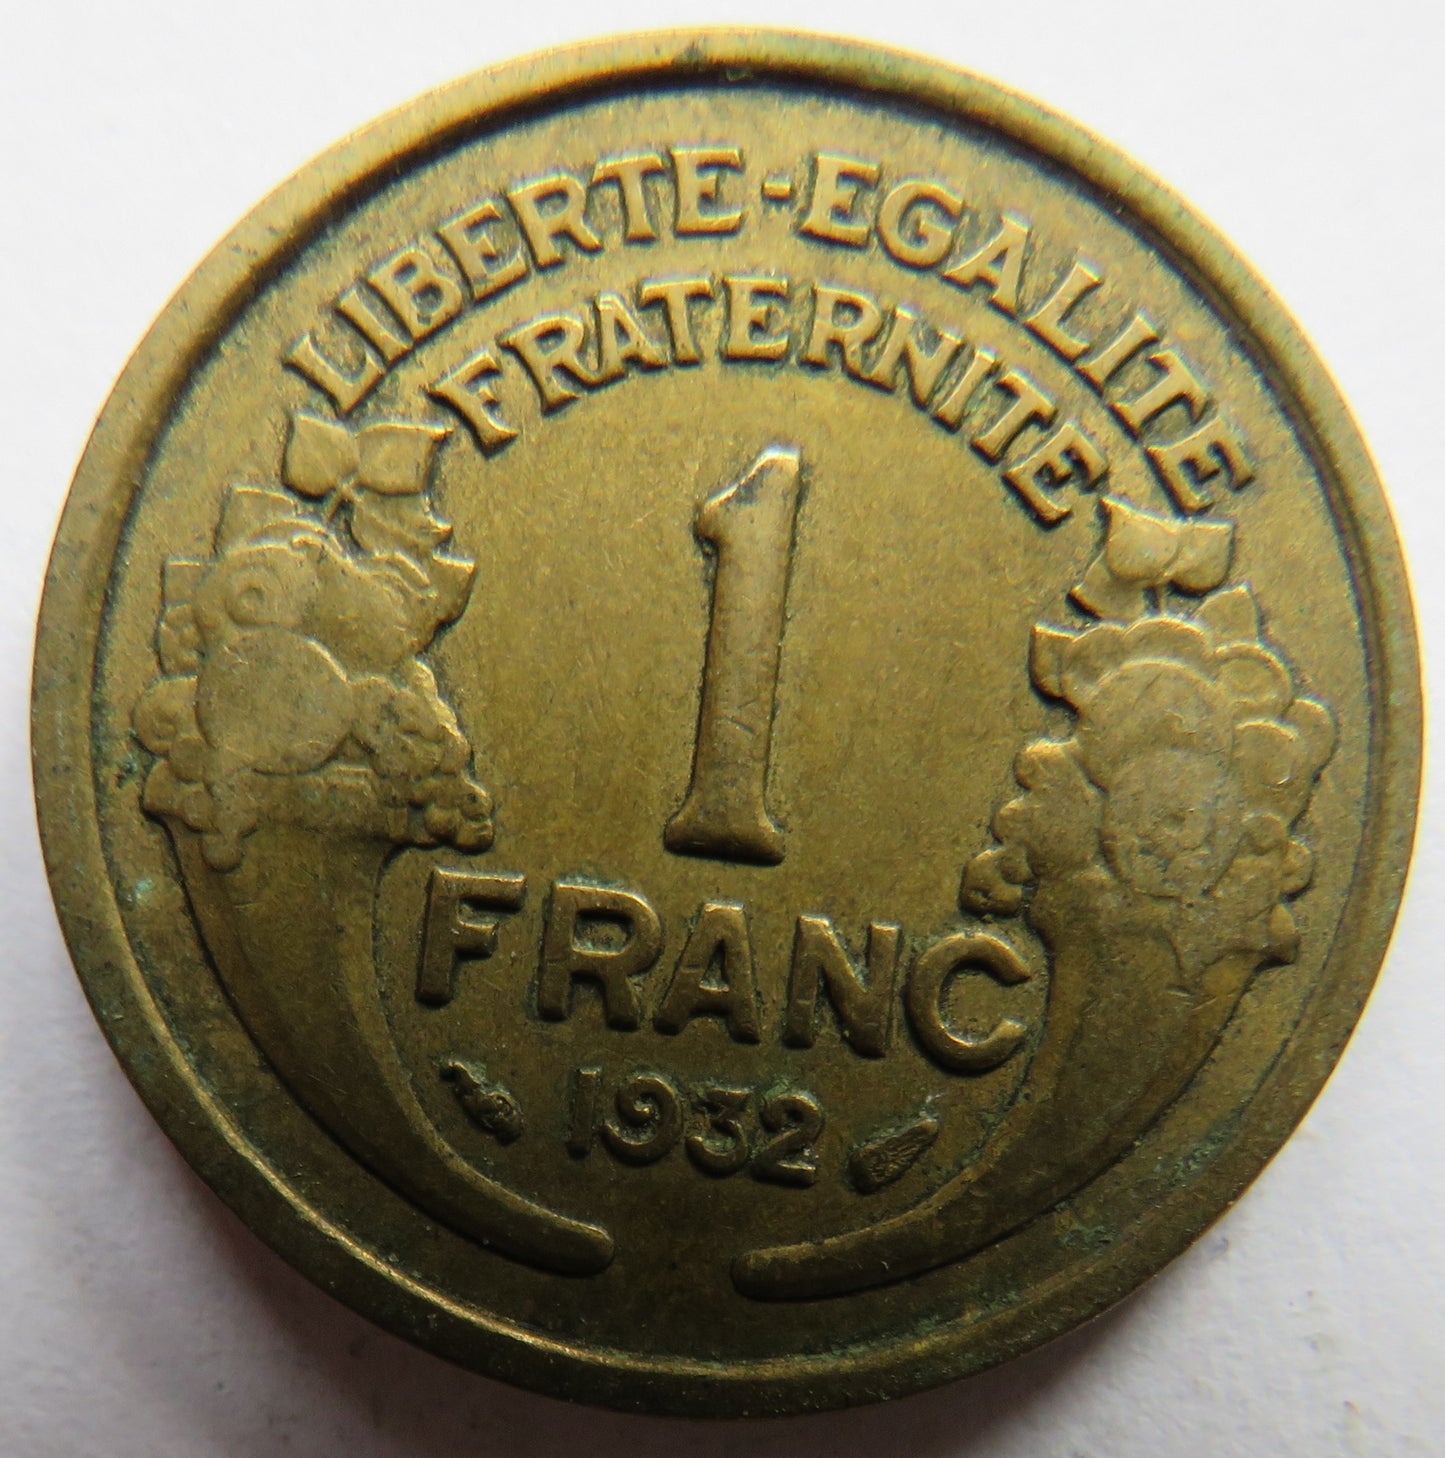 LIBERTE-EGALITE
FRATERNITE
1
FRANC
1932